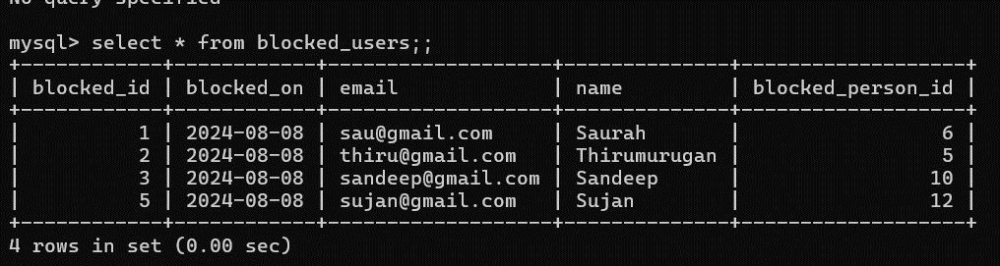 No query specified
mysql> select * from blocked_users;;
+------------+------------+-------------------+--------------+-------------------+
| blocked_id | blocked_on | email             | name         | blocked_person_id |
+------------+------------+-------------------+--------------+-------------------+
|          1 | 2024-08-08 | sau@gmail.com     | Saurah       |                 6 |
|          2 | 2024-08-08 | thiru@gmail.com   | Thirumurugan |                 5 |
|          3 | 2024-08-08 | sandeep@gmail.com | Sandeep      |                10 |
|          5 | 2024-08-08 | sujan@gmail.com   | Sujan        |                12 |
+------------+------------+-------------------+--------------+-------------------+
4 rows in set (0.00 sec)